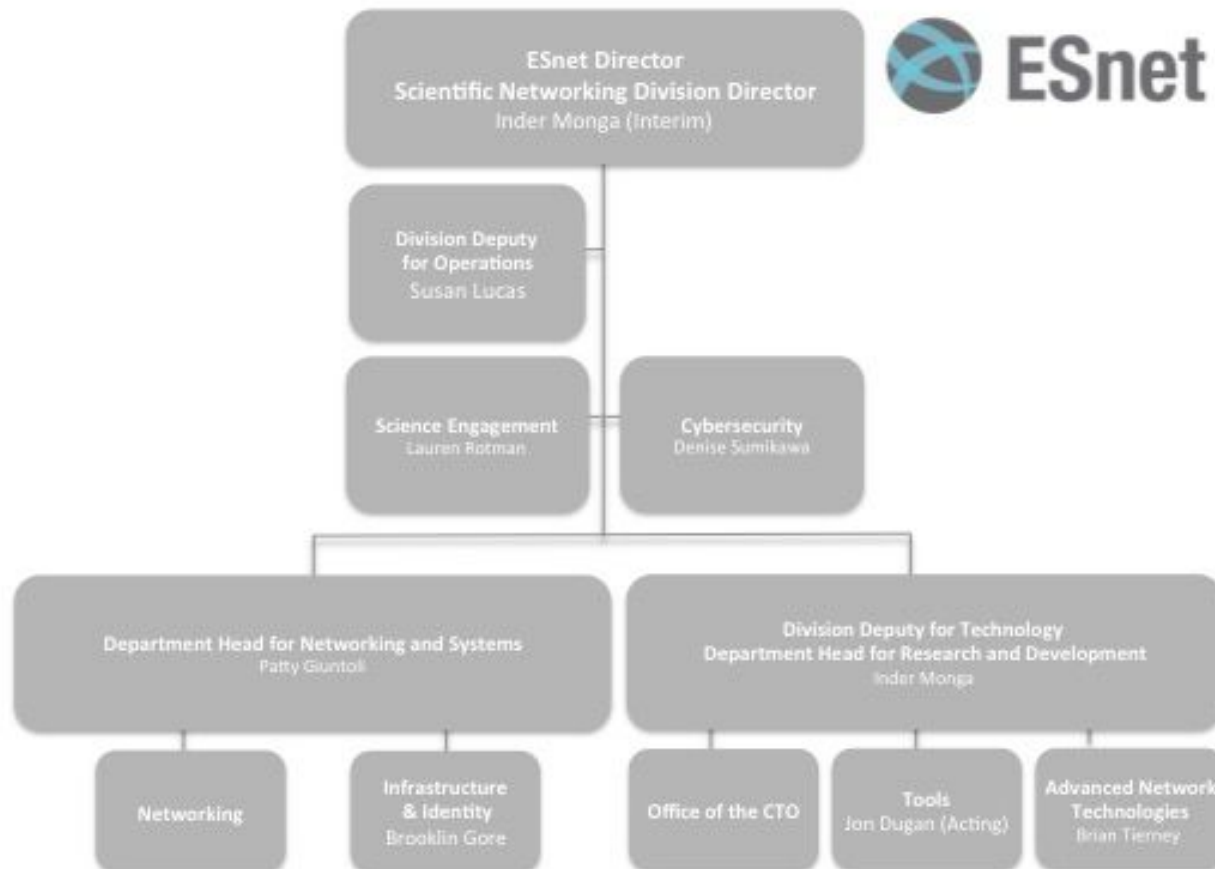 ESnet Director
Scientific Networking Division Director
Inder Monga (Interim)
ESnet
Division Deputy
for Operations
Susan Lucas
Science Engagement
Lauren Rotman
Cybersecurity
Denise Sumikawa
Department Head for Networking and Systems
Patty Giuntoli
Division Deputy for Technology
Department Head for Research and Development
Inder Monga
Networking
Infrastructure
& Identity
Brooklin Gore
Office of the CTO
Tools
Jon Dugan (Acting)
Advanced Network
Technologies
Brian Tierney